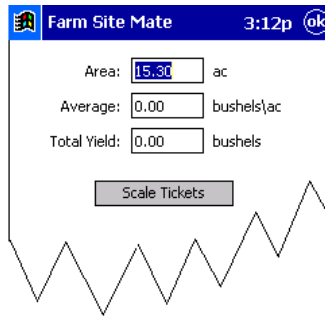 Farm Site Mate 3:12p ok
Area: 15.30 ac
Average: 0.00 bushels\ac
Total Yield: 0.00 bushels
Scale Tickets